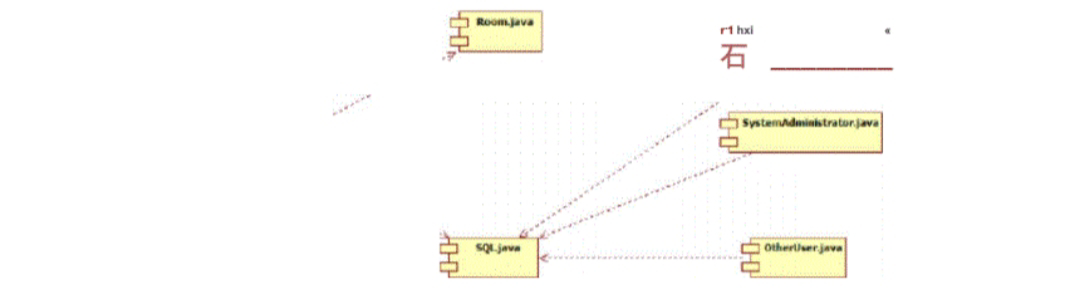 Room.java
r1 hxi «
石
SystemAdministrator.java
SQL.java
OtherUser.java